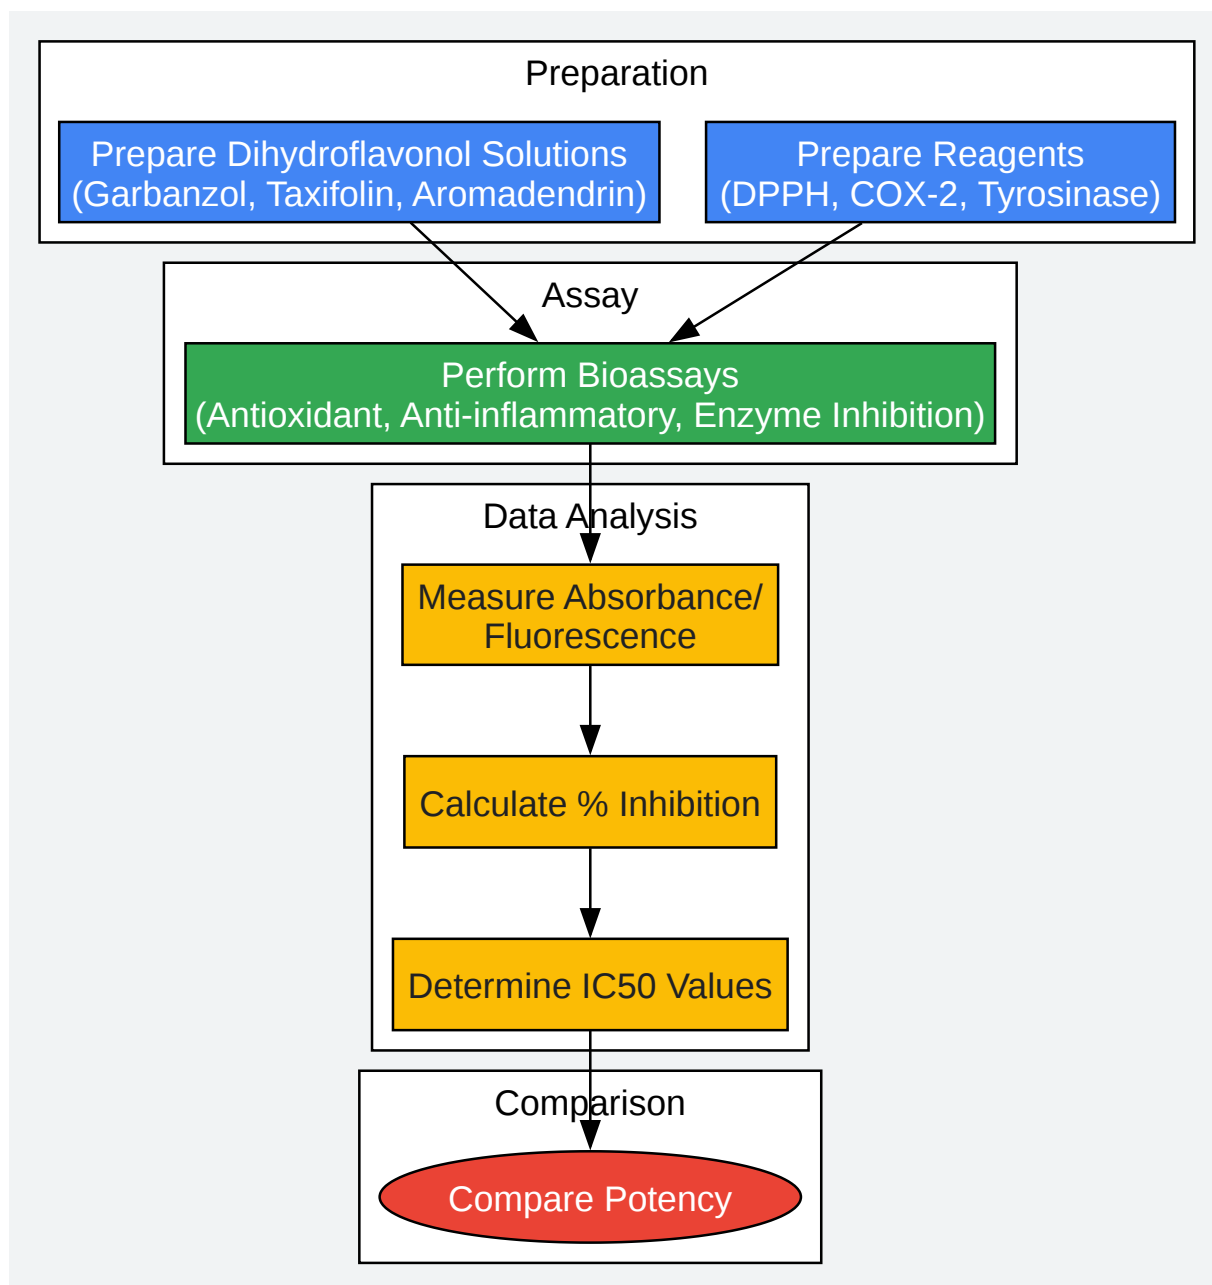 Preparation
Prepare Dihydroflavonol Solutions
(Garbanzol, Taxifolin, Aromadendrin)
Prepare Reagents
(DPPH, COX-2, Tyrosinase)
Assay
Perform Bioassays
(Antioxidant, Anti-inflammatory, Enzyme Inhibition)
Data Analysis
Measure Absorbance/
Fluorescence
Calculate % Inhibition
Determine IC50 Values
Comparison
Compare Potency